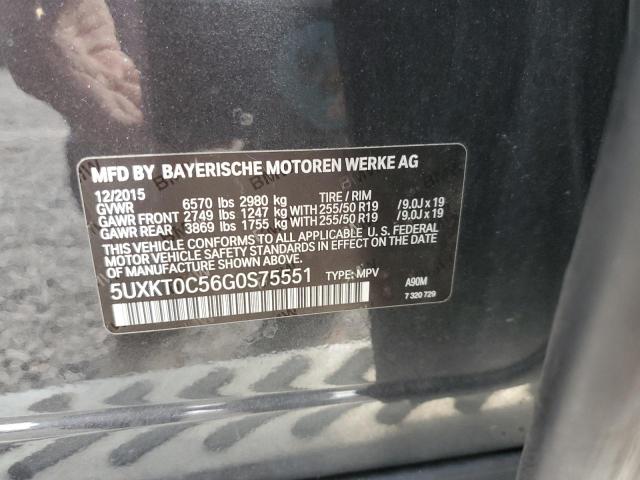 MFD BY BAYERISCHE MOTOREN WERKE AG
12/2015
GVWR 6570 lbs 2980 kg TIRE / RIM
GAWR FRONT 2749 lbs 1247 kg WITH 255/50 R19 /9.0J x 19
GAWR REAR 3869 lbs 1755 kg WITH 255/50 R19 /9.0J x 19
THIS VEHICLE CONFORMS TO ALL APPLICABLE U. S. FEDERAL
MOTOR VEHICLE SAFETY STANDARDS IN EFFECT ON THE
DATE OF MANUFACTURE SHOWN ABOVE.
5UXKT0C56G0S75551 TYPE: MPV A90M
7 320 729